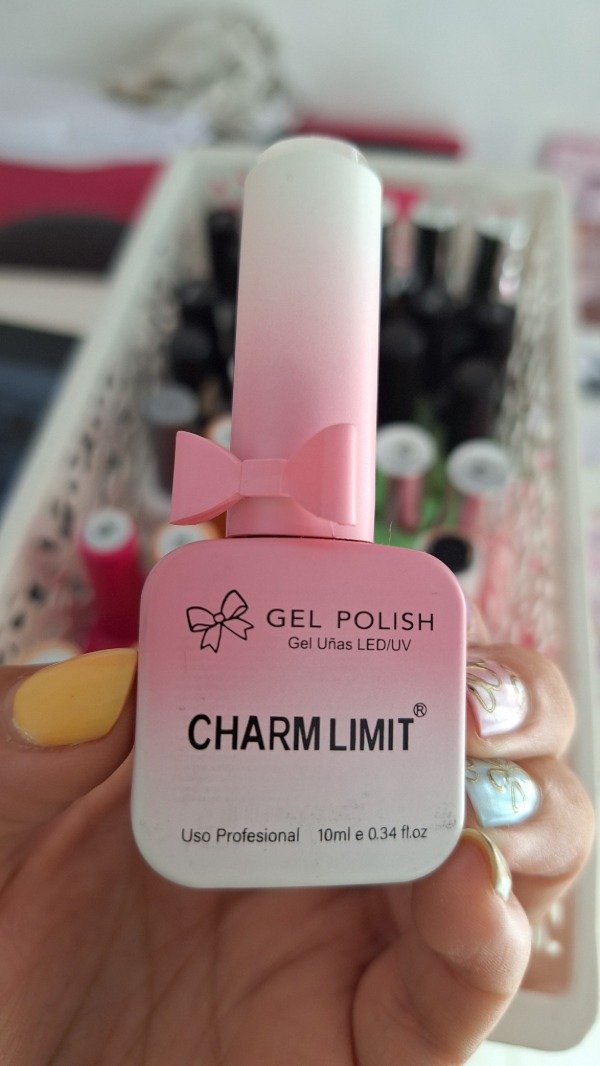 GEL POLISH
Gel Uñas LED/UV
CHARM LIMIT®
Uso Profesional 10ml e 0.34 fl.oz